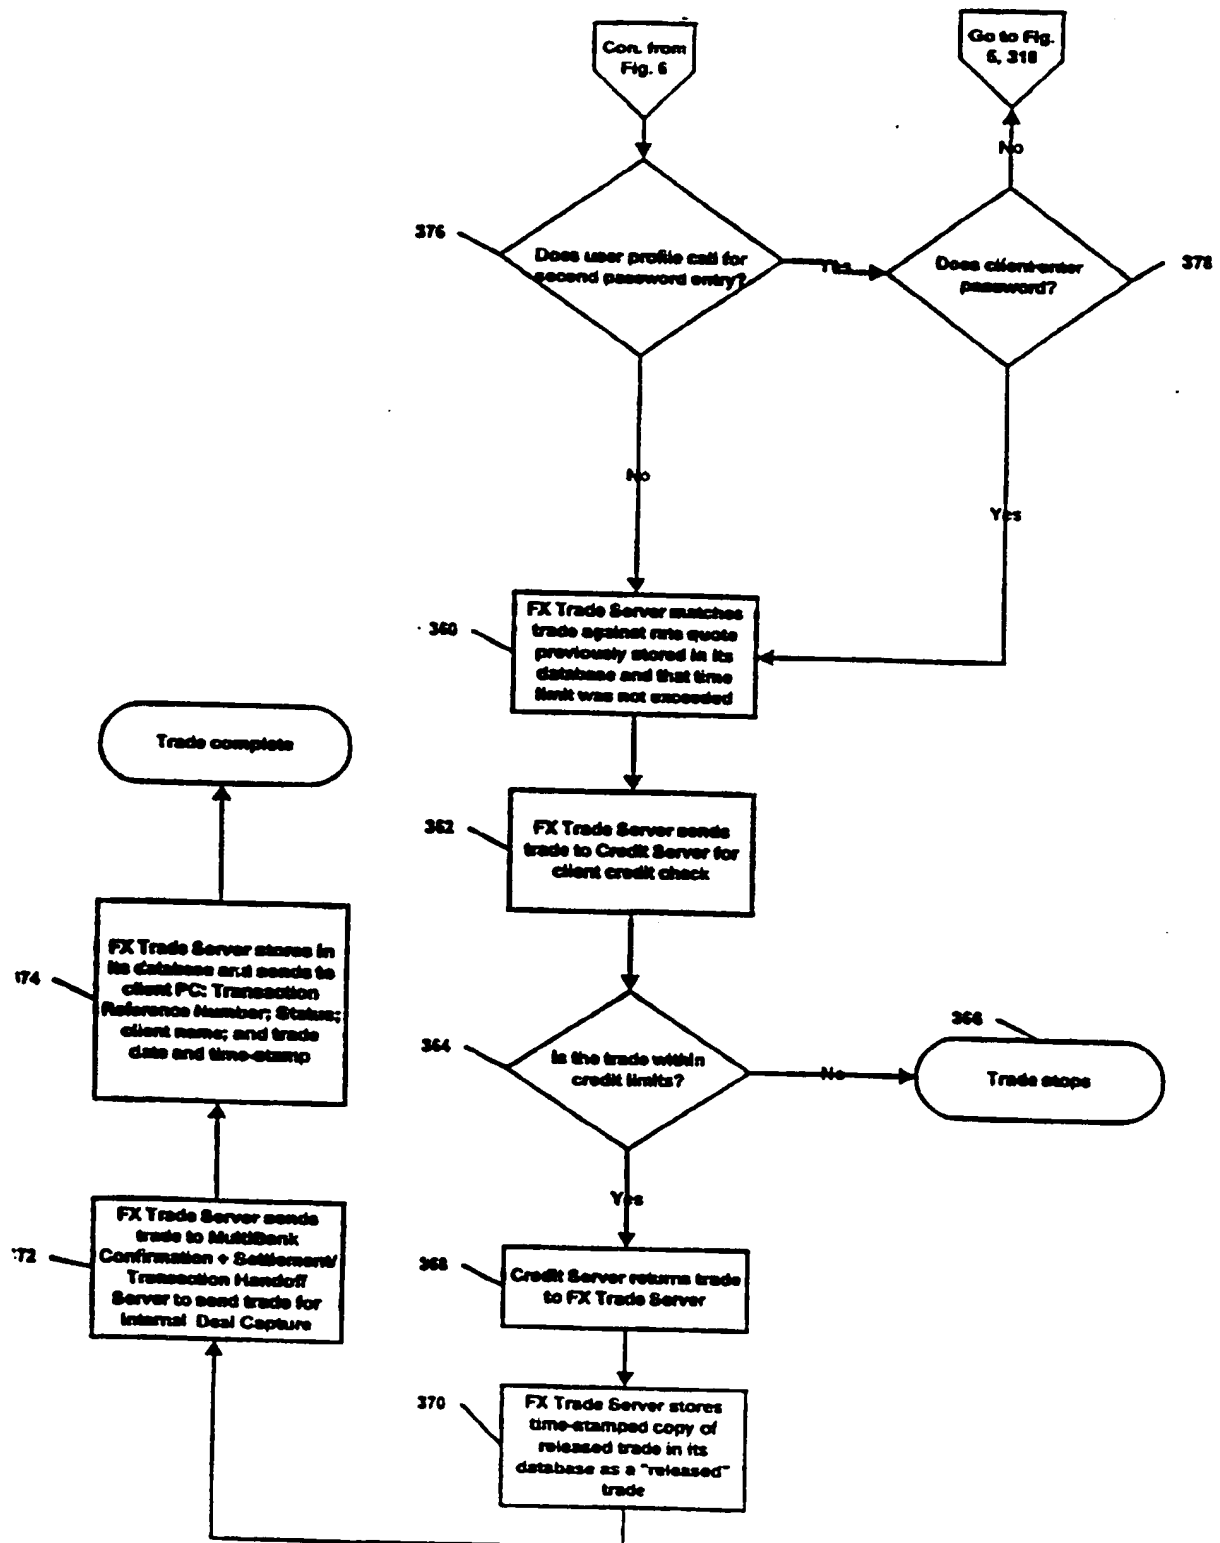 Con. from
Fig. 6
Go to Fig.
5, 318
No
376
Does user profile call for
second password entry?
Yes
Does client enter
password?
378
No
Yes
360
FX Trade Server matches
trade against rate quote
previously stored in its
database and that time
limit was not exceeded
Trade complete
362
FX Trade Server sends
trade to Credit Server for
client credit check
174
FX Trade Server stores in
its database and sends to
client PC: Transaction
Reference Number; Status;
client name; and trade
date and time-stamp
364
Is the trade within
credit limits?
No
366
Trade stops
Yes
72
FX Trade Server sends
trade to MultiBank
Confirmation + Settlement/
Transaction Handoff
Server to send trade for
Internal Deal Capture
368
Credit Server returns trade
to FX Trade Server
370
FX Trade Server stores
time-stamped copy of
released trade in its
database as a "released"
trade